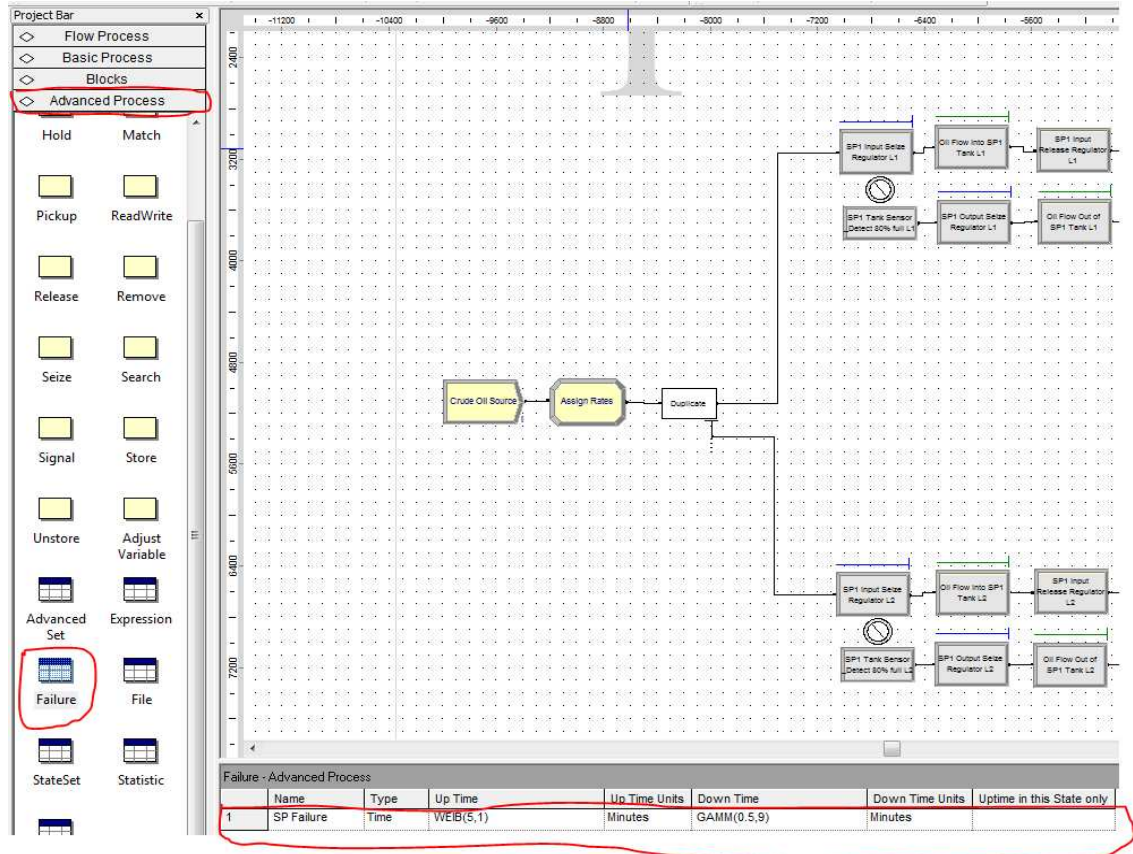 Project Bar ×
Flow Process
Basic Process
Blocks
Advanced Process
Hold Match
Pickup ReadWrite
Release Remove
Seize Search
Signal Store
Unstore Adjust
Variable
Advanced Expression
Set
Failure File
StateSet Statistic
-11200 -10400 -9600 -8800 -8000 -7200 -6400 -5600
2400
3200
4000
4800
5600
6400
7200
SP1 Input Seize
Regulator L1
Oil Flow into SP1
Tank L1
SP1 Input
Release Regulator
L1
SP1 Tank Sensor
Detect 80% full L1
SP1 Output Seize
Regulator L1
Oil Flow Out of
SP1 Tank L1
Crude Oil Source
Assign Rates
Duplicate
SP1 Input Seize
Regulator L2
Oil Flow into SP1
Tank L2
SP1 Input
Release Regulator
L2
SP1 Tank Sensor
Detect 80% full L2
SP1 Output Seize
Regulator L2
Oil Flow Out of
SP1 Tank L2
Failure - Advanced Process
Name Type Up Time Up Time Units Down Time Down Time Units Uptime in this State only
1 SP Failure Time WEIB(5,1) Minutes GAMM(0.5,9) Minutes